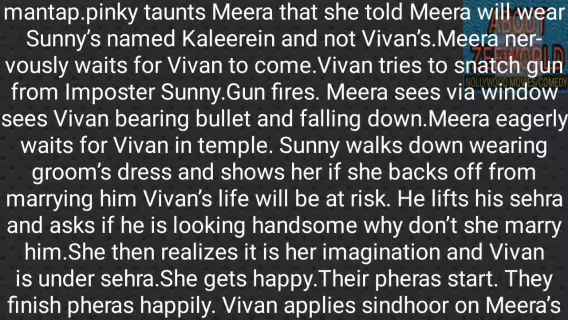 mantap.pinky taunts Meera that she told Meera will wear
Sunny’s named Kaleerein and not Vivan’s.Meera ner-
vously waits for Vivan to come.Vivan tries to snatch gun
from Imposter Sunny.Gun fires. Meera sees via window
sees Vivan bearing bullet and falling down.Meera eagerly
waits for Vivan in temple. Sunny walks down wearing
groom’s dress and shows her if she backs off from
marrying him Vivan’s life will be at risk. He lifts his sehra
and asks if he is looking handsome why don’t she marry
him.She then realizes it is her imagination and Vivan
is under sehra.She gets happy.Their pheras start. They
finish pheras happily. Vivan applies sindhoor on Meera’s
ABOUT
ZEEWORLD
NOLLYWOOD MOVIES/COMEDY